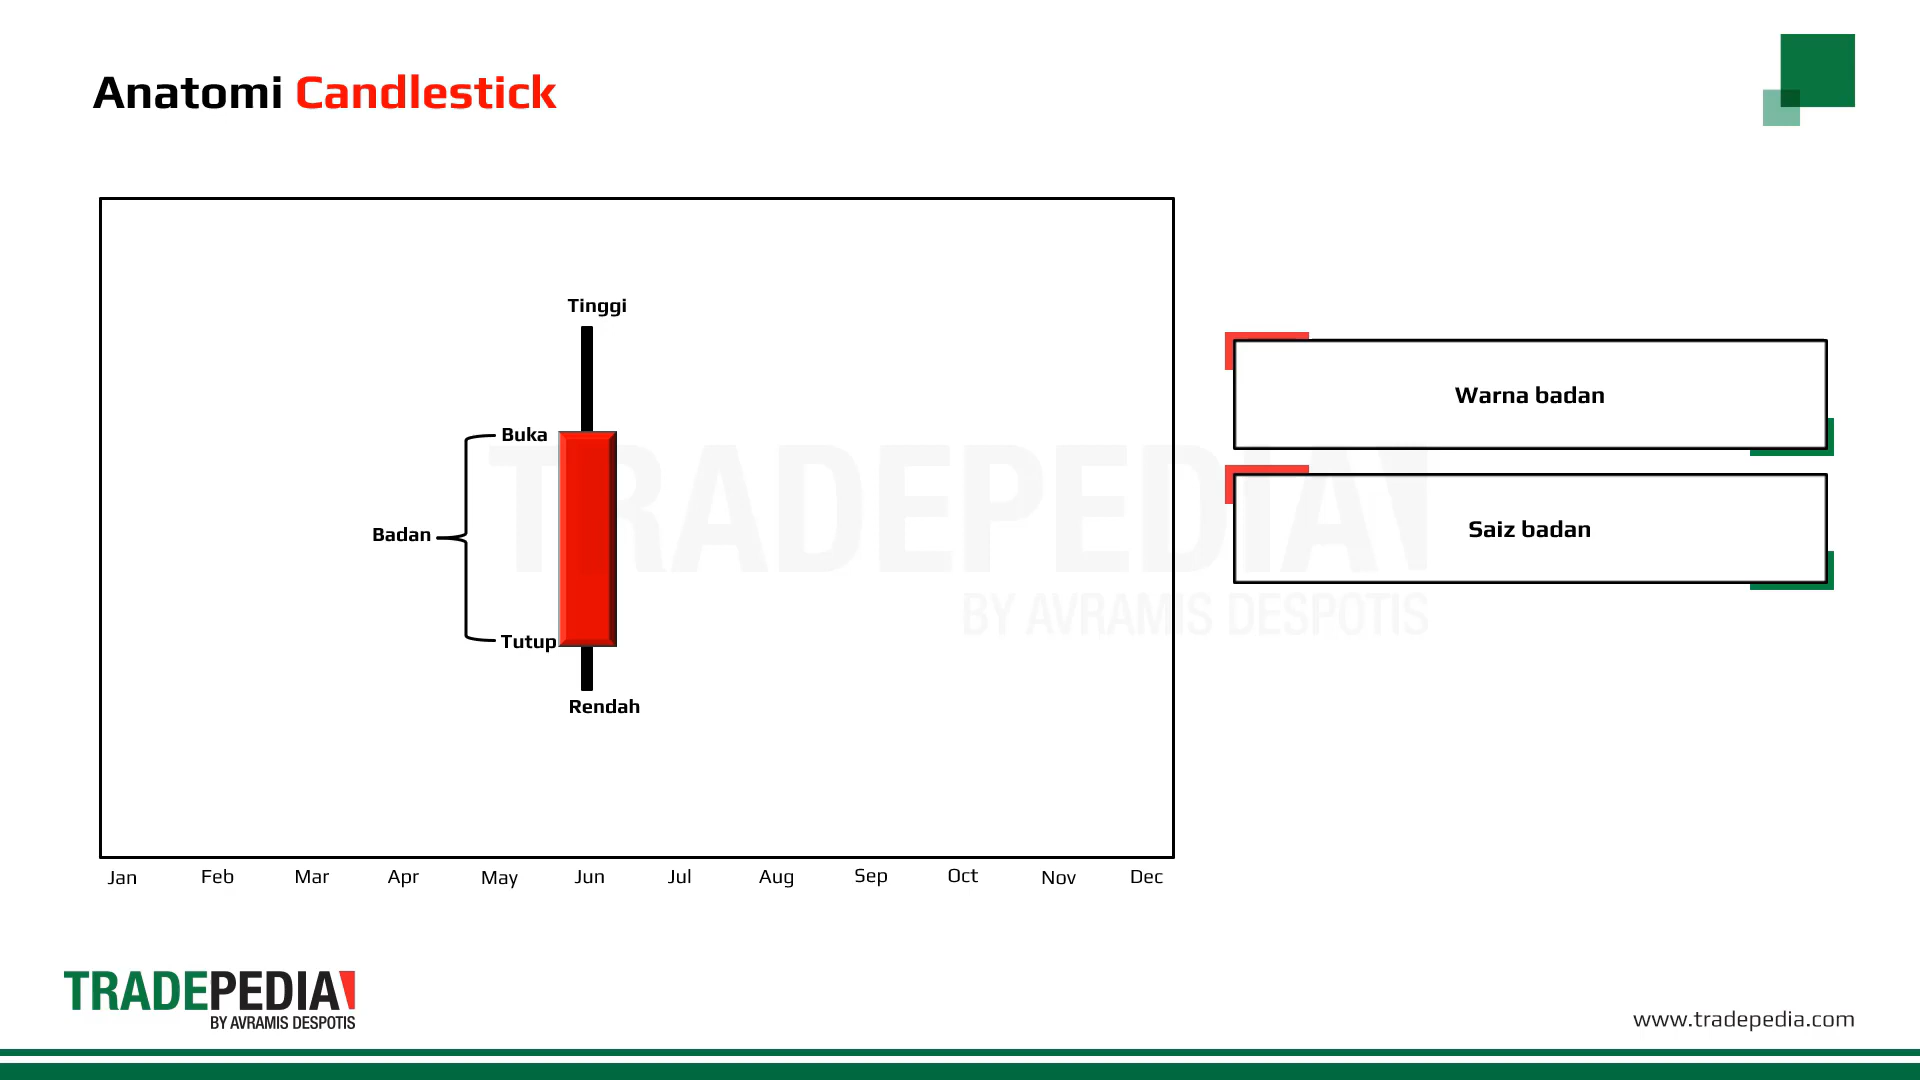 Anatomi Candlestick
Tinggi
Buka
Badan
Tutup
Rendah
Warna badan
Saiz badan
TRADEPEDIA
BY AVRAMIS DESPOTIS
Jan Feb Mar Apr May Jun Jul Aug Sep Oct Nov Dec
TRADEPEDIA
BY AVRAMIS DESPOTIS
www.tradepedia.com